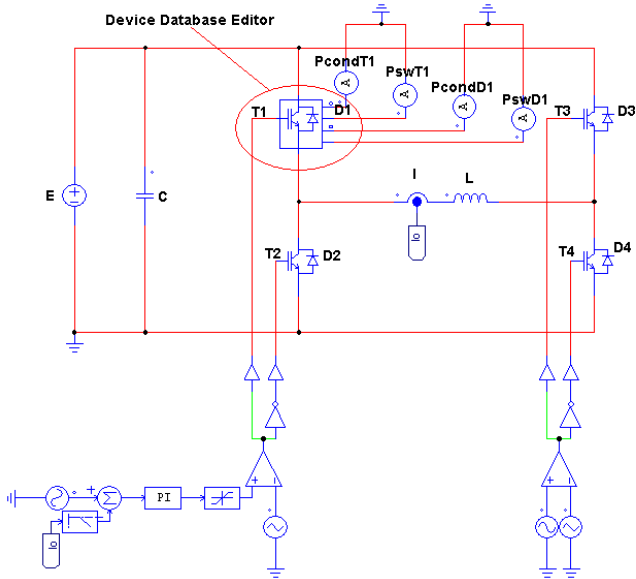 Device Database Editor
PcondT1
PswT1
PcondD1
PswD1
A
A
A
A
T1
D1
T3
D3
E
C
I
L
Io
T2
D2
T4
D4
PI
Io